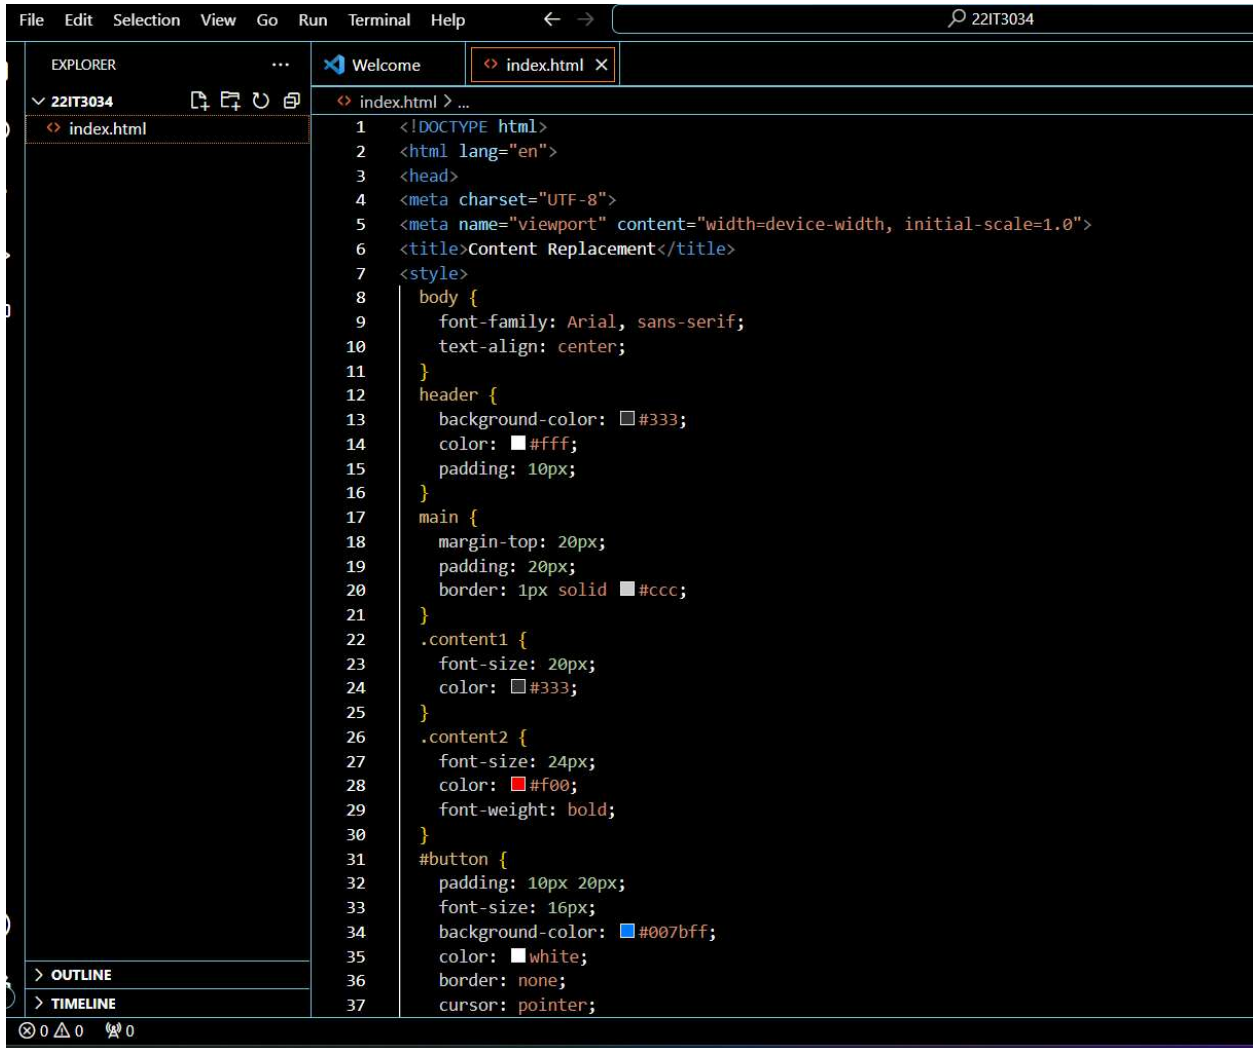 File Edit Selection View Go Run Terminal Help 22IT3034
EXPLORER ...
22IT3034
index.html
OUTLINE
TIMELINE
Welcome index.html
index.html > ...
1 <!DOCTYPE html>
2 <html lang="en">
3 <head>
4 <meta charset="UTF-8">
5 <meta name="viewport" content="width=device-width, initial-scale=1.0">
6 <title>Content Replacement</title>
7 <style>
8 body {
9 font-family: Arial, sans-serif;
10 text-align: center;
11 }
12 header {
13 background-color: #333;
14 color: #fff;
15 padding: 10px;
16 }
17 main {
18 margin-top: 20px;
19 padding: 20px;
20 border: 1px solid #ccc;
21 }
22 .content1 {
23 font-size: 20px;
24 color: #333;
25 }
26 .content2 {
27 font-size: 24px;
28 color: #f00;
29 font-weight: bold;
30 }
31 #button {
32 padding: 10px 20px;
33 font-size: 16px;
34 background-color: #007bff;
35 color: white;
36 border: none;
37 cursor: pointer;
0 0 0